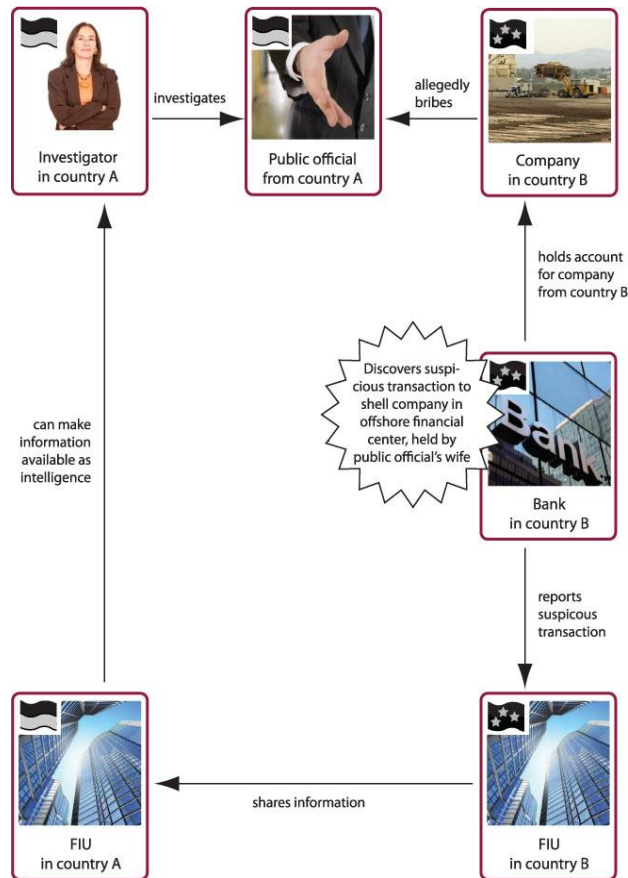 investigates
allegedly
bribes
Investigator
in country A
Public official
from country A
Company
in country B
holds account
for company
from country B
Discovers suspi-
cious transaction to
shell company in
offshore financial
center, held by
public official's wife
Bank
Bank
in country B
can make
information
available as
intelligence
reports
suspicous
transaction
shares information
FIU
in country A
FIU
in country B